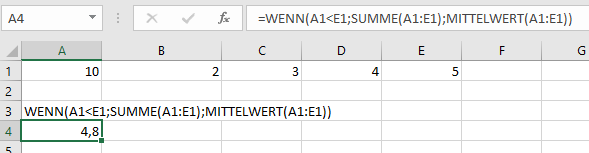 A4 =WENN(A1<E1;SUMME(A1:E1);MITTELWERT(A1:E1))
A B C D E F G
1 10 2 3 4 5
2
3 WENN(A1<E1;SUMME(A1:E1);MITTELWERT(A1:E1))
4 4,8
5